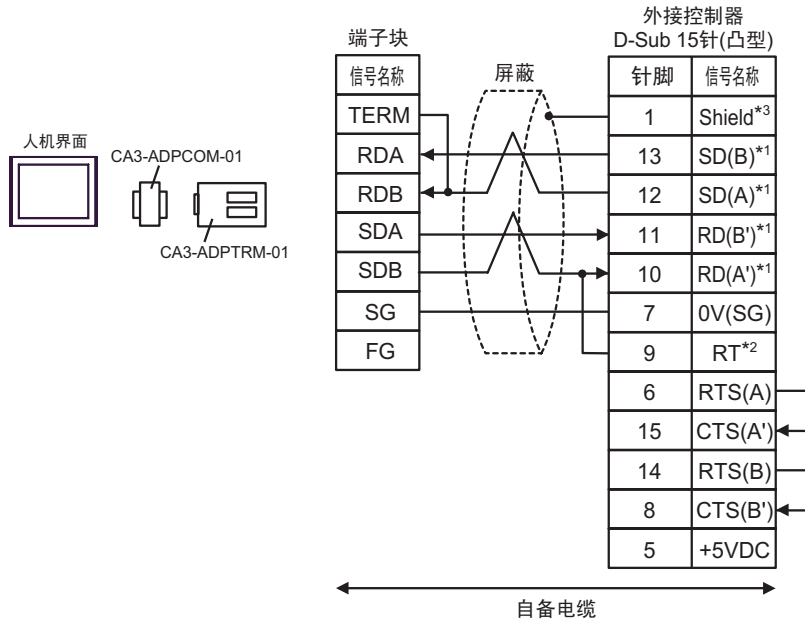 外接控制器
端子块
D-Sub 15针(凸型)
信号名称
屏蔽
针脚
信号名称
人机界面
CA3-ADPCOM-01
CA3-ADPTRM-01
TERM
1
Shield*3
RDA
13
SD(B)*1
RDB
12
SD(A)*1
SDA
11
RD(B')*1
SDB
10
RD(A')*1
SG
7
0V(SG)
FG
9
RT*2
6
RTS(A)
15
CTS(A')
14
RTS(B)
8
CTS(B')
5
+5VDC
自备电缆